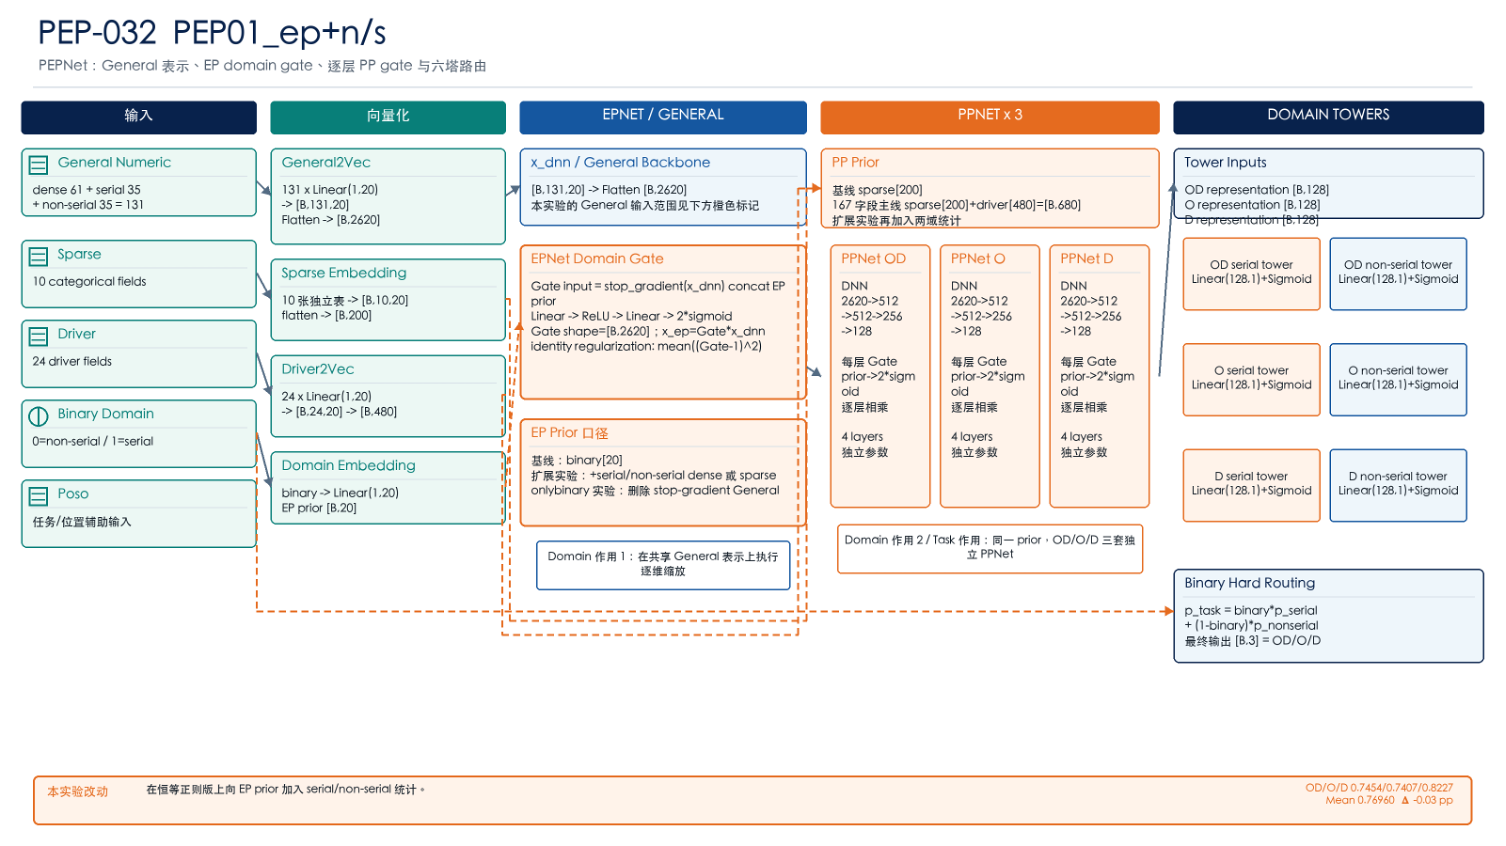 PEP-032 PEP01_ep+n/s
PEPNet：General 表示、EP domain gate、逐层 PP gate 与六塔路由
输入
General Numeric
dense 61 + serial 35
+ non-serial 35 = 131
Sparse
10 categorical fields
Driver
24 driver fields
Binary Domain
0=non-serial / 1=serial
Poso
任务/位置辅助输入
向量化
General2Vec
131 x Linear(1,20)
-> [B,131,20]
Flatten -> [B,2620]
Sparse Embedding
10 张独立表 -> [B,10,20]
flatten -> [B,200]
Driver2Vec
24 x Linear(1,20)
-> [B,24,20] -> [B,480]
Domain Embedding
binary -> Linear(1,20)
EP prior [B,20]
EPNET / GENERAL
x_dnn / General Backbone
[B,131,20] -> Flatten [B,2620]
本实验的 General 输入范围见下方橙色标记
EPNet Domain Gate
Gate input = stop_gradient(x_dnn) concat EP
prior
Linear -> ReLU -> Linear -> 2*sigmoid
Gate shape=[B,2620]；x_ep=Gate*x_dnn
identity regularization: mean((Gate-1)^2)
EP Prior 口径
基线：binary[20]
扩展实验：+serial/non-serial dense 或 sparse
onlybinary 实验：删除 stop-gradient General
Domain 作用 1：在共享 General 表示上执行
逐维缩放
PPNET x 3
PP Prior
基线 sparse[200]
167 字段主线 sparse[200]+driver[480]=[B,680]
扩展实验再加入两域统计
PPNet OD
DNN
2620->512
->512->256
->128
每层 Gate
prior->2*sigm
oid
逐层相乘
4 layers
独立参数
PPNet O
DNN
2620->512
->512->256
->128
每层 Gate
prior->2*sigm
oid
逐层相乘
4 layers
独立参数
PPNet D
DNN
2620->512
->512->256
->128
每层 Gate
prior->2*sigm
oid
逐层相乘
4 layers
独立参数
Domain 作用 2 / Task 作用：同一 prior，OD/O/D 三套独
立 PPNet
DOMAIN TOWERS
Tower Inputs
OD representation [B,128]
O representation [B,128]
D representation [B,128]
OD serial tower
Linear(128,1)+Sigmoid
OD non-serial tower
Linear(128,1)+Sigmoid
O serial tower
Linear(128,1)+Sigmoid
O non-serial tower
Linear(128,1)+Sigmoid
D serial tower
Linear(128,1)+Sigmoid
D non-serial tower
Linear(128,1)+Sigmoid
Binary Hard Routing
p_task = binary*p_serial
+ (1-binary)*p_nonserial
最终输出 [B,3] = OD/O/D
本实验改动
在恒等正则版上向 EP prior 加入 serial/non-serial 统计。
OD/O/D 0.7454/0.7407/0.8227
Mean 0.76960 Δ -0.03 pp